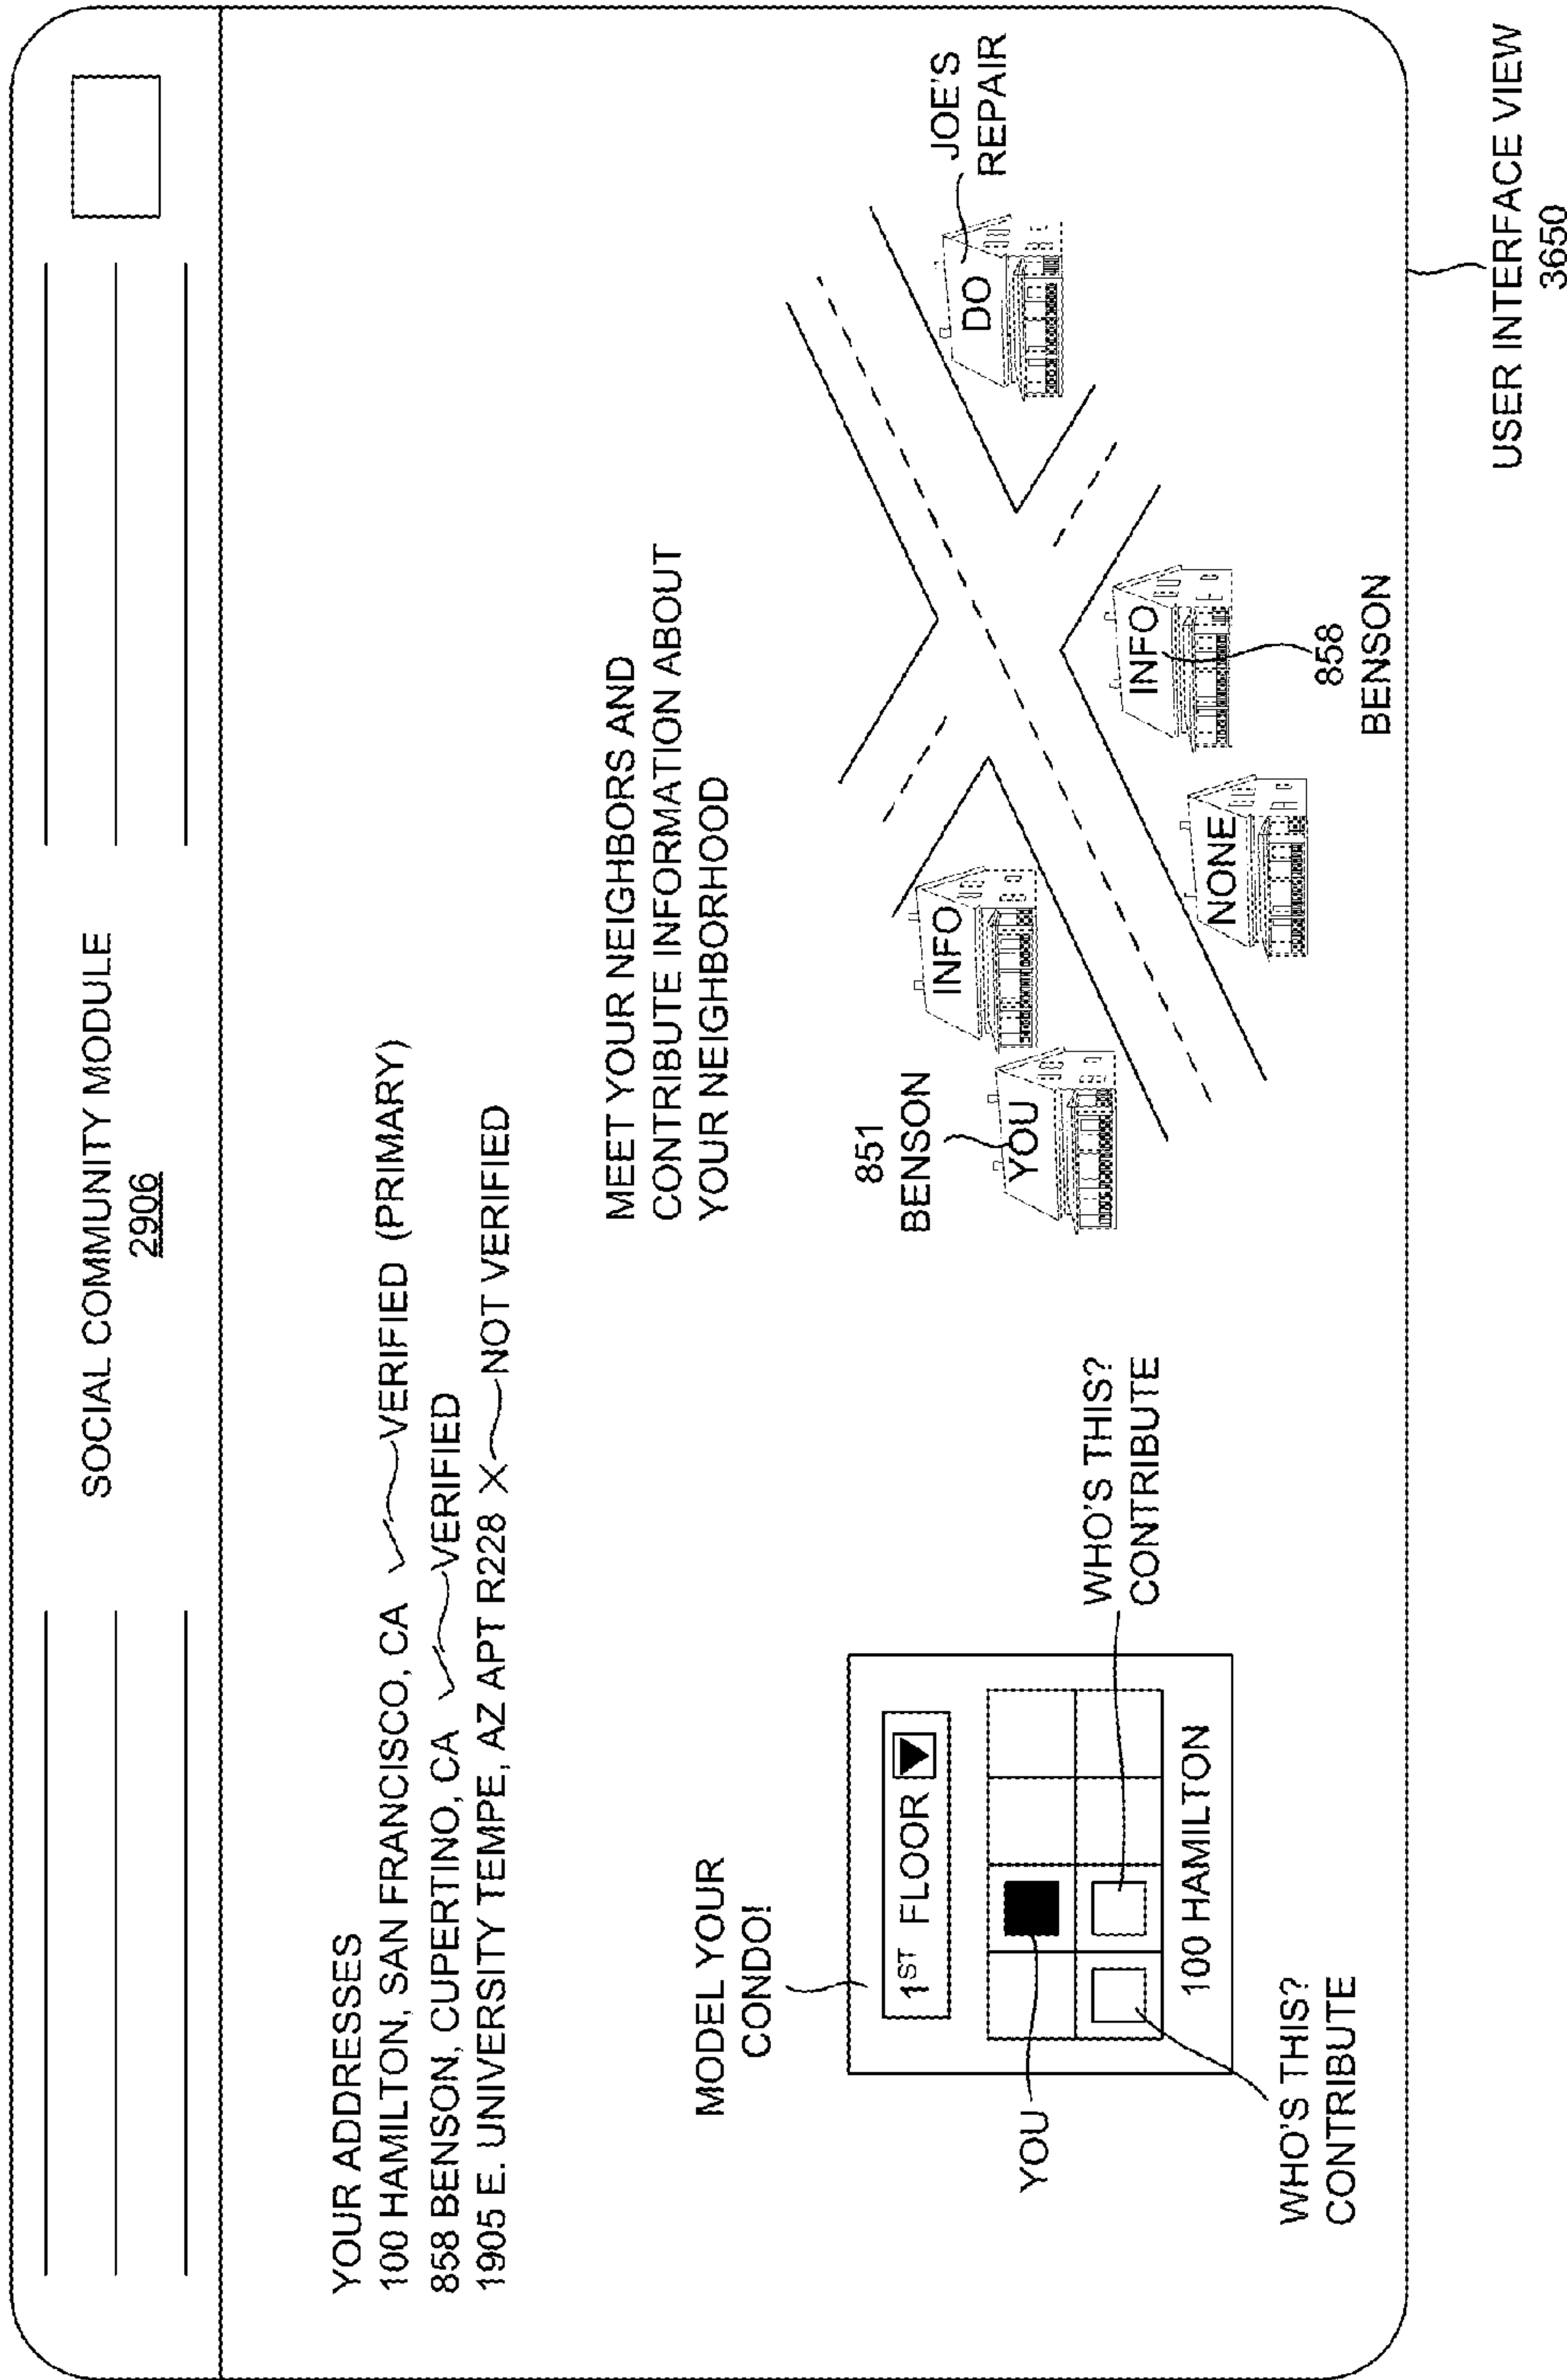 SOCIAL COMMUNITY MODULE
2906
YOUR ADDRESSES
100 HAMILTON, SAN FRANCISCO, CA ✓ VERIFIED (PRIMARY)
858 BENSON, CUPERTINO, CA ✓ VERIFIED
1905 E. UNIVERSITY TEMPE, AZ APT R228 X NOT VERIFIED
MODEL YOUR
CONDO!
1ST FLOOR
100 HAMILTON
YOU
WHO'S THIS?
CONTRIBUTE
WHO'S THIS?
CONTRIBUTE
MEET YOUR NEIGHBORS AND
CONTRIBUTE INFORMATION ABOUT
YOUR NEIGHBORHOOD
851
BENSON
YOU
INFO
NONE
INFO
858
BENSON
DO
JOE'S
REPAIR
USER INTERFACE VIEW
3650